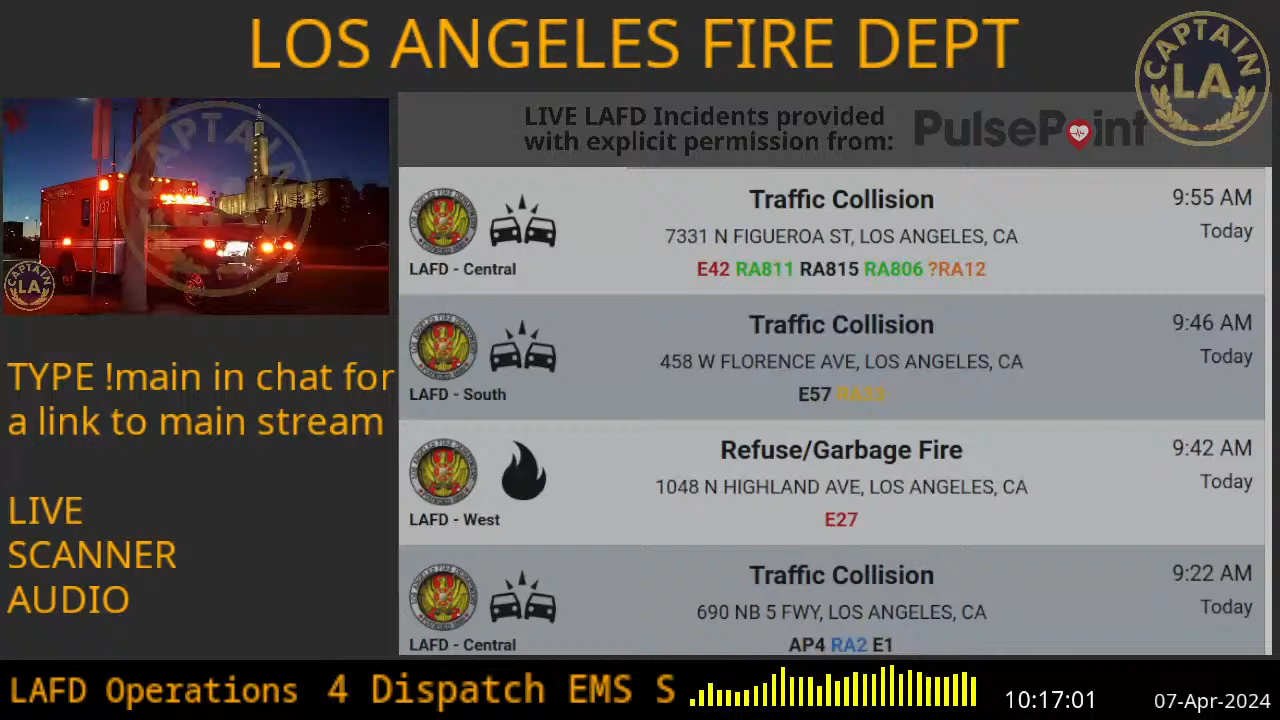 LOS ANGELES FIRE DEPT
CAPTAIN
LA
LIVE LAFD Incidents provided
with explicit permission from:
PulsePoint
CAPTAIN
CAPTAIN
LA
Traffic Collision
9:55 AM
7331 N FIGUEROA ST, LOS ANGELES, CA
Today
LAFD - Central
E42 RA811 RA815 RA806 ?RA12
Traffic Collision
9:46 AM
458 W FLORENCE AVE, LOS ANGELES, CA
Today
LAFD - South
E57
Refuse/Garbage Fire
9:42 AM
1048 N HIGHLAND AVE, LOS ANGELES, CA
Today
LAFD - West
E27
Traffic Collision
9:22 AM
690 NB 5 FWY, LOS ANGELES, CA
Today
LAFD - Central
AP4 RA2 E1
TYPE !main in chat for
a link to main stream
LIVE
SCANNER
AUDIO
LAFD Operations 4 Dispatch EMS S
10:17:01
07-Apr-2024